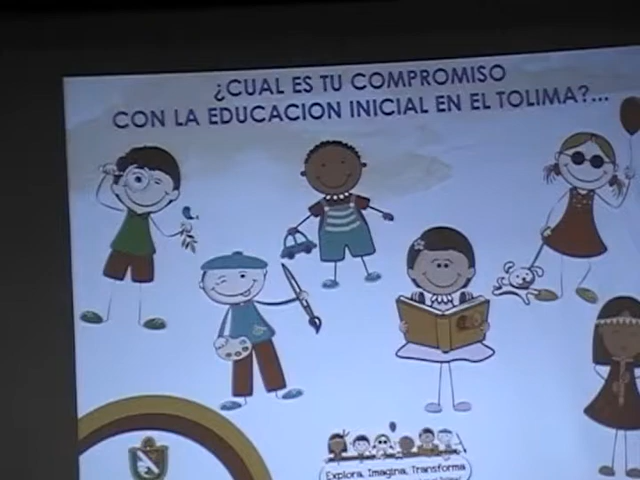 ¿CUAL ES TU COMPROMISO
CON LA EDUCACION INICIAL EN EL TOLIMA?...
Explora, Imagina, Transforma